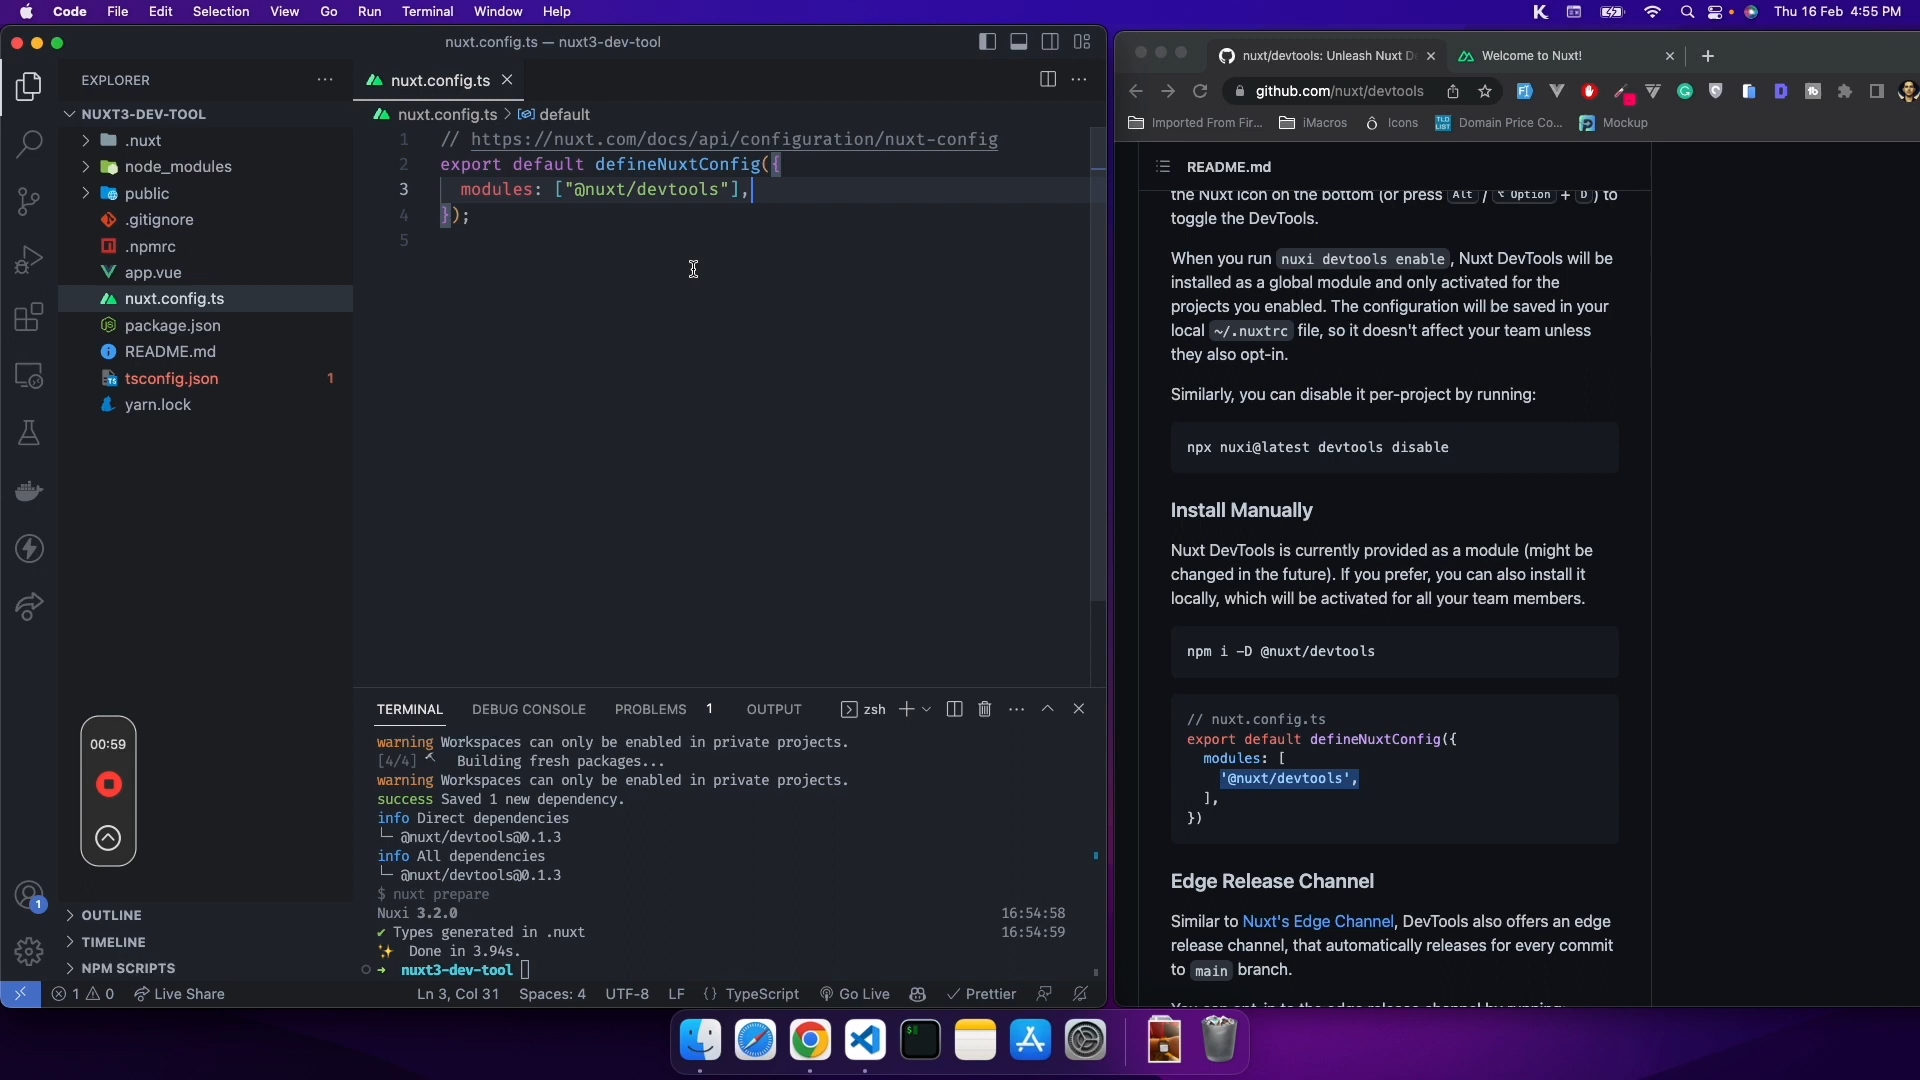 Code File Edit Selection View Go Run Terminal Window Help
Thu 16 Feb 4:55 PM
nuxt.config.ts — nuxt3-dev-tool
EXPLORER
NUXT3-DEV-TOOL
.nuxt
node_modules
public
.gitignore
.npmrc
app.vue
nuxt.config.ts
package.json
README.md
tsconfig.json 1
yarn.lock
00:59
1
OUTLINE
TIMELINE
NPM SCRIPTS
nuxt.config.ts
nuxt.config.ts > default
1 // https://nuxt.com/docs/api/configuration/nuxt-config
2 export default defineNuxtConfig({
3 modules: ["@nuxt/devtools"],
4 });
5
TERMINAL DEBUG CONSOLE PROBLEMS 1 OUTPUT zsh
warning Workspaces can only be enabled in private projects.
[4/4] Building fresh packages...
warning Workspaces can only be enabled in private projects.
success Saved 1 new dependency.
info Direct dependencies
└─ @nuxt/devtools@0.1.3
info All dependencies
└─ @nuxt/devtools@0.1.3
$ nuxt prepare
Nuxi 3.2.0 16:54:58
✔ Types generated in .nuxt 16:54:59
✨ Done in 3.94s.
➜ nuxt3-dev-tool
1 0 Live Share Ln 3, Col 31 Spaces: 4 UTF-8 LF {} TypeScript Go Live Prettier
nuxt/devtools: Unleash Nuxt D
Welcome to Nuxt!
github.com/nuxt/devtools
Imported From Fir... iMacros Icons Domain Price Co... Mockup
README.md
the Nuxt icon on the bottom (or press Alt / ⌥ Option + D) to
toggle the DevTools.
When you run nuxi devtools enable, Nuxt DevTools will be
installed as a global module and only activated for the
projects you enabled. The configuration will be saved in your
local ~/.nuxtrc file, so it doesn't affect your team unless
they also opt-in.
Similarly, you can disable it per-project by running:
npx nuxi@latest devtools disable
Install Manually
Nuxt DevTools is currently provided as a module (might be
changed in the future). If you prefer, you can also install it
locally, which will be activated for all your team members.
npm i -D @nuxt/devtools
// nuxt.config.ts
export default defineNuxtConfig({
modules: [
'@nuxt/devtools',
],
})
Edge Release Channel
Similar to Nuxt's Edge Channel, DevTools also offers an edge
release channel, that automatically releases for every commit
to main branch.
You can opt-in to the edge release channel by running: